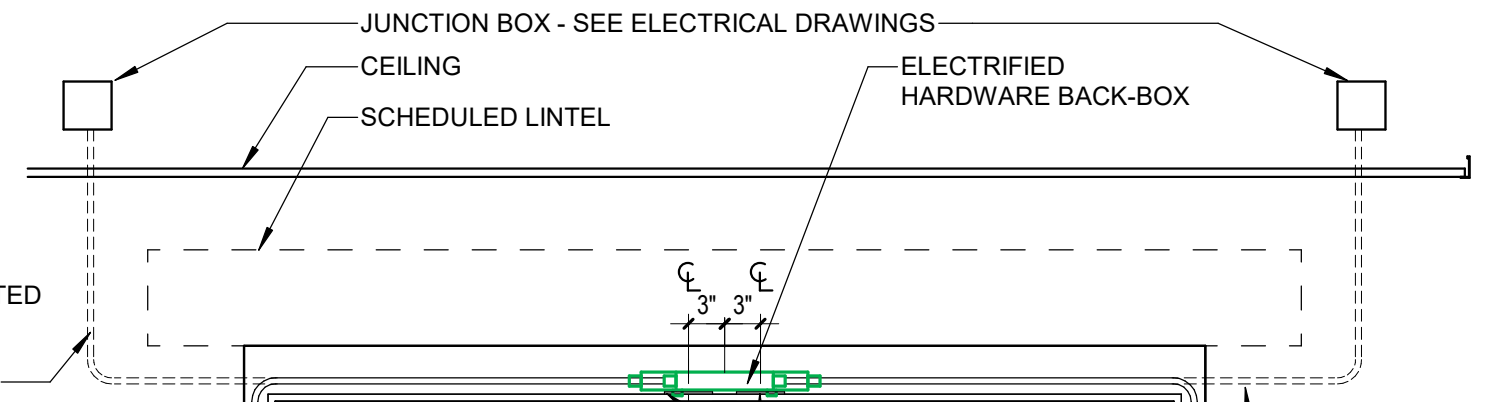 JUNCTION BOX - SEE ELECTRICAL DRAWINGS
CEILING
ELECTRIFIED
HARDWARE BACK-BOX
SCHEDULED LINTEL
℄ ℄
3" 3"
TED